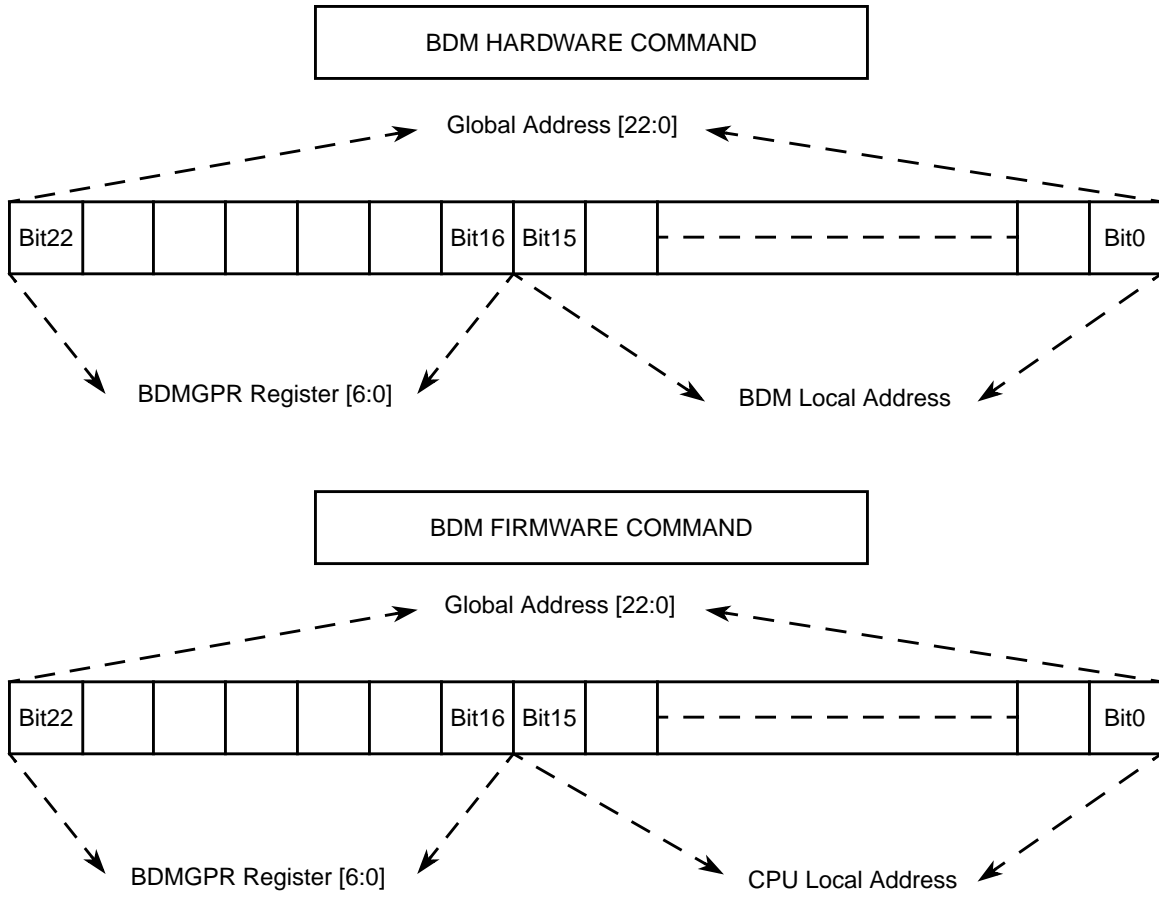 BDM HARDWARE COMMAND
Global Address [22:0]
Bit22 Bit16 Bit15 Bit0
BDMGPR Register [6:0] BDM Local Address
BDM FIRMWARE COMMAND
Global Address [22:0]
Bit22 Bit16 Bit15 Bit0
BDMGPR Register [6:0] CPU Local Address